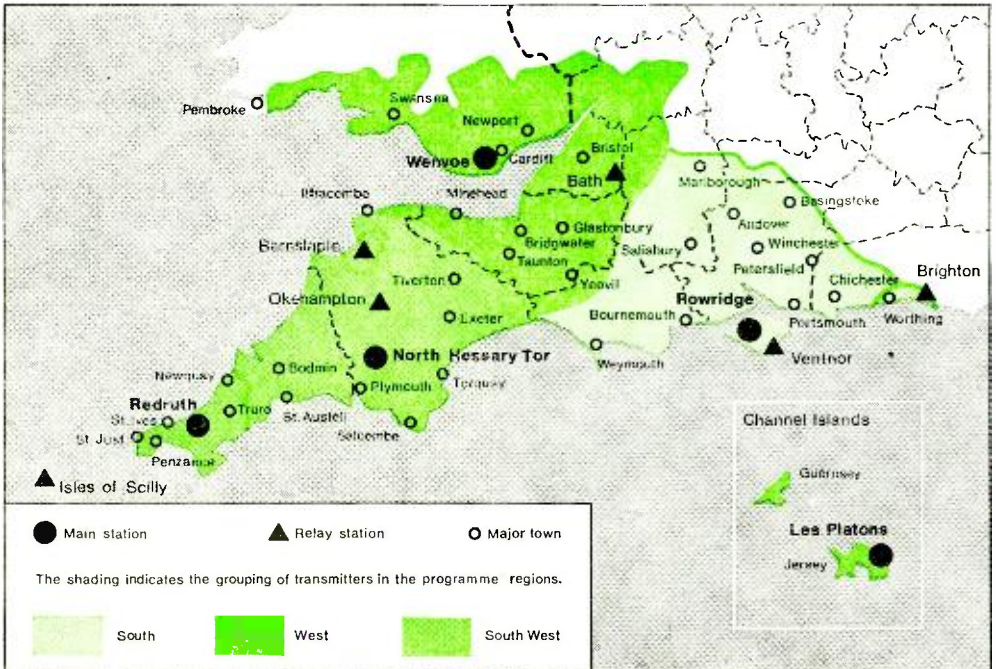 Pembroke
Swansea
Newport
Wenvoe
Cardiff
Bristol
Bath
Marlborough
Ilfracombe
Minehead
Basingstoke
Andover
Glastonbury
Bridgwater
Salisbury
Winchester
Barnstaple
Taunton
Petersfield
Tiverton
Yeovil
Chichester
Brighton
Okehampton
Rowridge
Exeter
Bournemouth
Portsmouth
Worthing
North Hessary Tor
Weymouth
Ventnor
Newquay
Bodmin
Plymouth
Torquay
Redruth
Truro
St. Austell
St. Ives
Salcombe
St. Just
Penzance
Isles of Scilly
Channel Islands
Guernsey
Les Platons
Jersey
Main station
Relay station
Major town
The shading indicates the grouping of transmitters in the programme regions.
South
West
South West